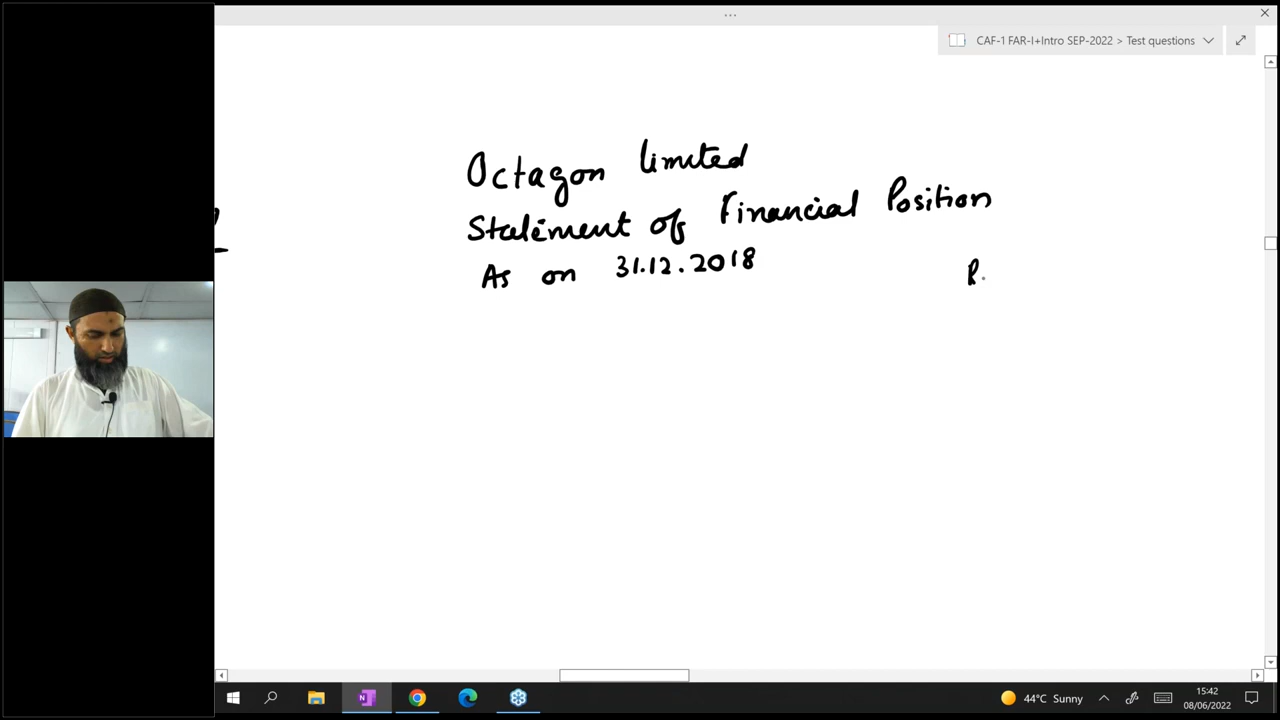 CAF-1 FAR-I+Intro SEP-2022 > Test questions
Octagon limited
Statement of Financial Position
As on 31.12.2018
R.
44°C Sunny
15:42
08/06/2022